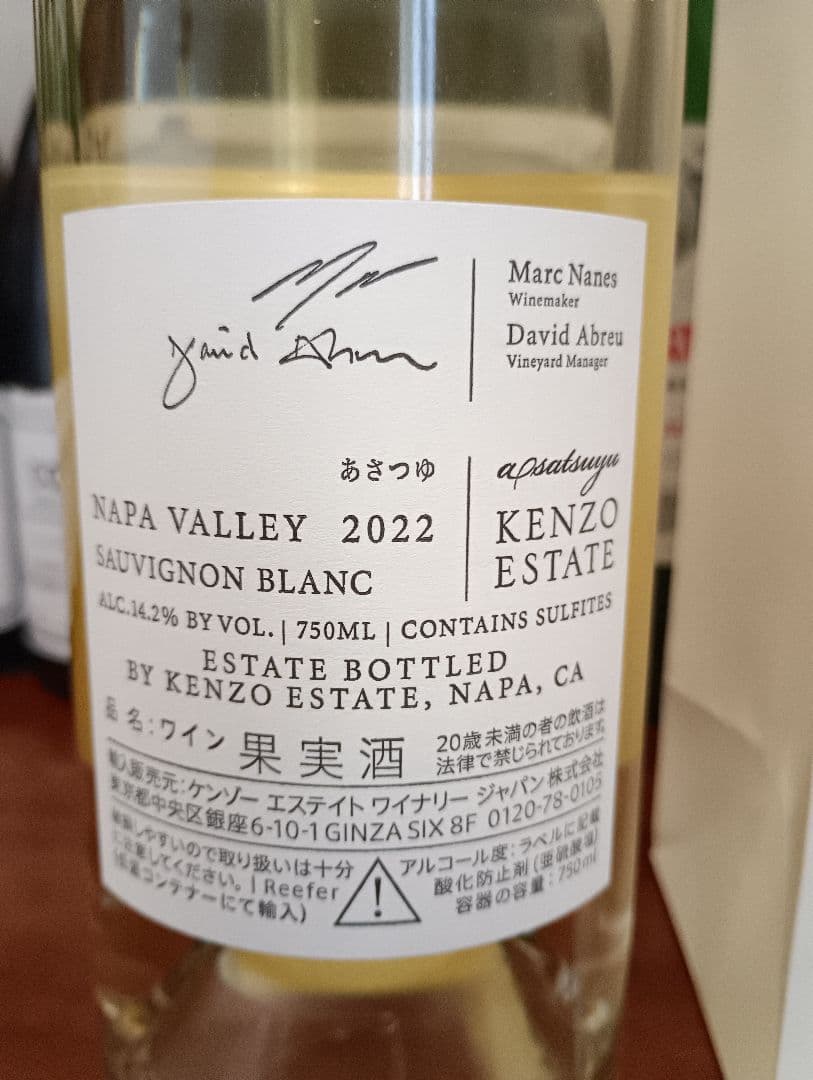 David Abreu
Marc Nanes
Winemaker
David Abreu
Vineyard Manager
あさつゆ
asatsuyu
NAPA VALLEY 2022
KENZO
ESTATE
SAUVIGNON BLANC
ALC.14.2% BY VOL. | 750ML | CONTAINS SULFITES
ESTATE BOTTLED
BY KENZO ESTATE, NAPA, CA
品名:ワイン 果実酒
20歳未満の者の飲酒は
法律で禁じられております。
輸入販売元:ケンゾー エステイト ワイナリー ジャパン 株式会社
東京都中央区銀座6-10-1 GINZA SIX 8F 0120-78-0105
破損しやすいので取り扱いは十分
に注意してください。| Reefer
(低温コンテナーにて輸入)
アルコール度:ラベルに記載
酸化防止剤(亜硫酸塩)
容器の容量:750ml